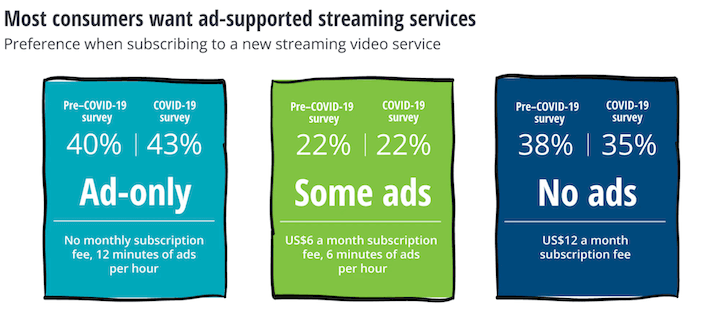 Most consumers want ad-supported streaming services
Preference when subscribing to a new streaming video service
Pre–COVID-19
survey
COVID-19
survey
40% | 43%
Ad-only
No monthly subscription
fee, 12 minutes of ads
per hour
Pre–COVID-19
survey
COVID-19
survey
22% | 22%
Some ads
US$6 a month subscription
fee, 6 minutes of ads
per hour
Pre–COVID-19
survey
COVID-19
survey
38% | 35%
No ads
US$12 a month
subscription fee